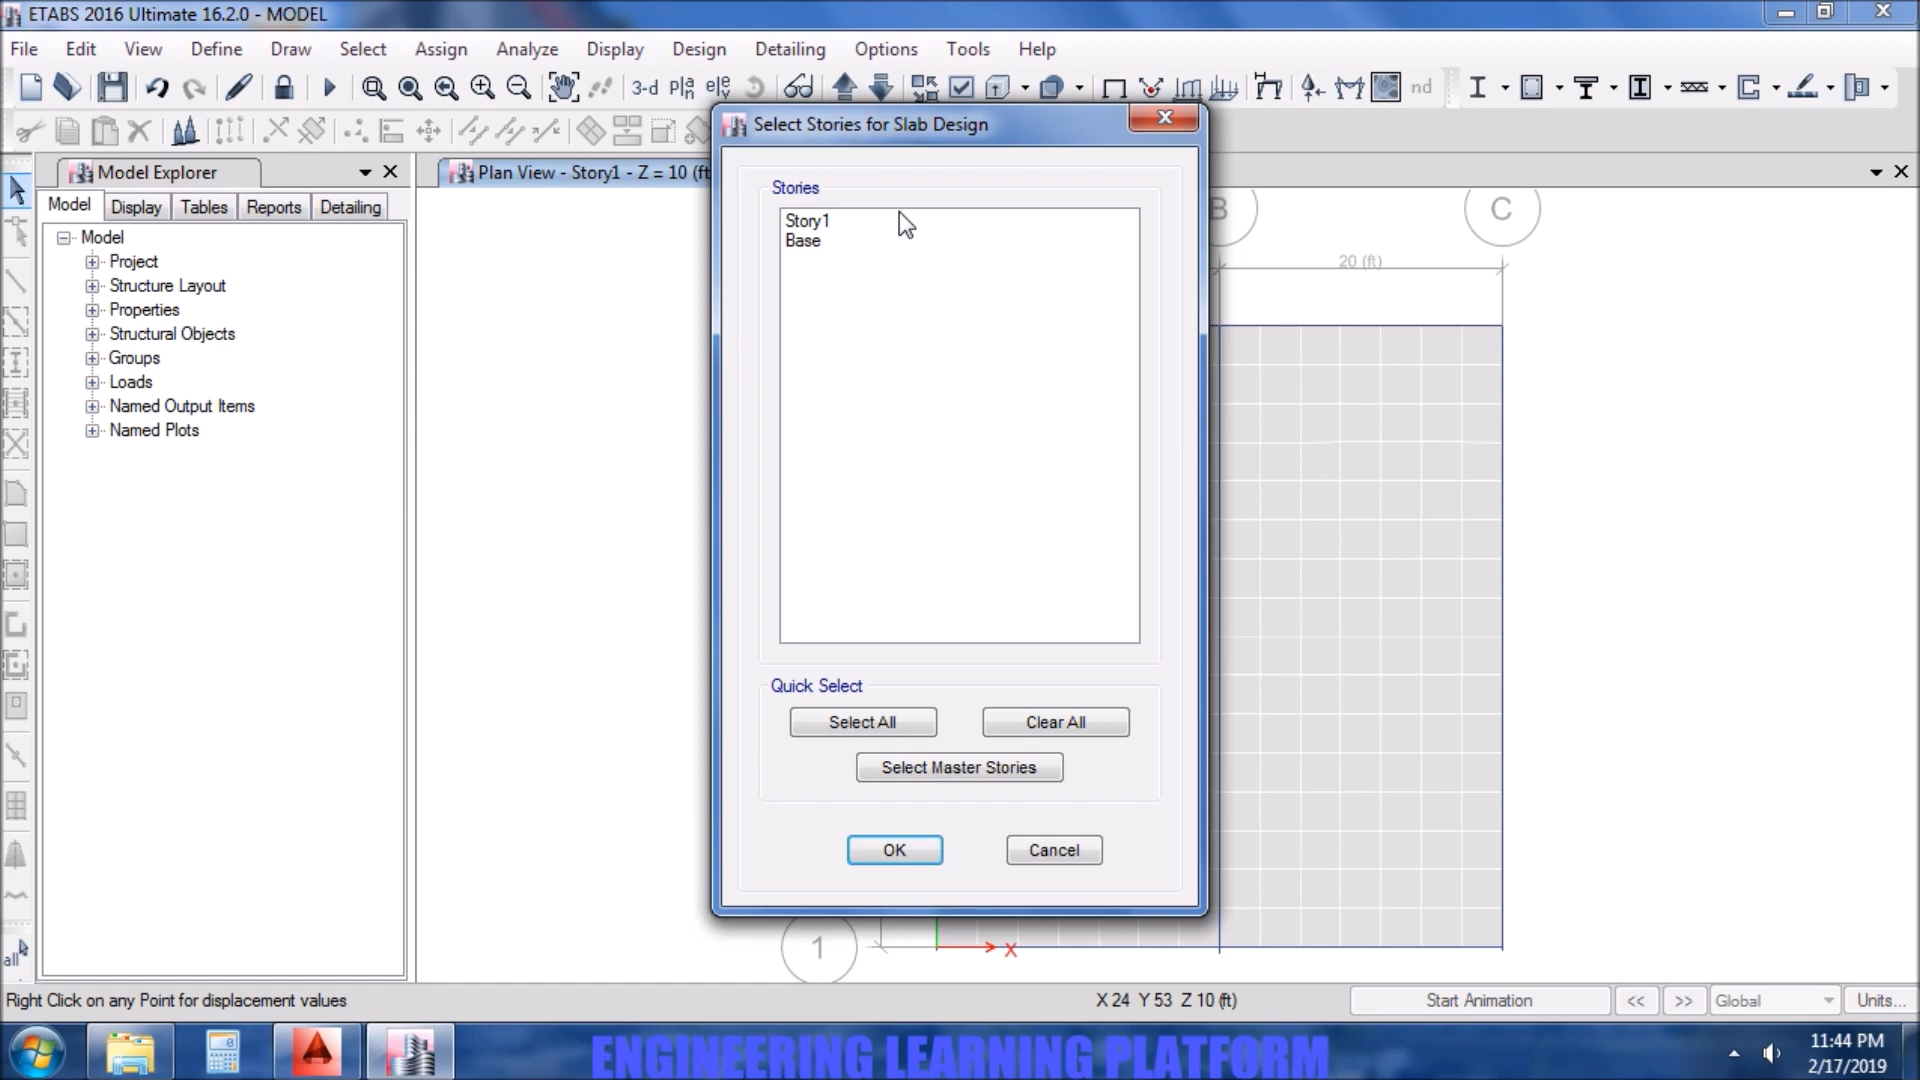 ETABS 2016 Ultimate 16.2.0 - MODEL
File Edit View Define Draw Select Assign Analyze Display Design Detailing Options Tools Help
3-d pla ele nd
Model Explorer
Plan View - Story1 - Z = 10 (ft
Model Display Tables Reports Detailing
Model
Project
Structure Layout
Properties
Structural Objects
Groups
Loads
Named Output Items
Named Plots
Select Stories for Slab Design
Stories
Story1
Base
Quick Select
Select All Clear All
Select Master Stories
OK Cancel
B C
20 (ft)
1
X
all
Right Click on any Point for displacement values
X 24 Y 53 Z 10 (ft)
Start Animation << >> Global Units...
ENGINEERING LEARNING PLATFORM
11:44 PM
2/17/2019